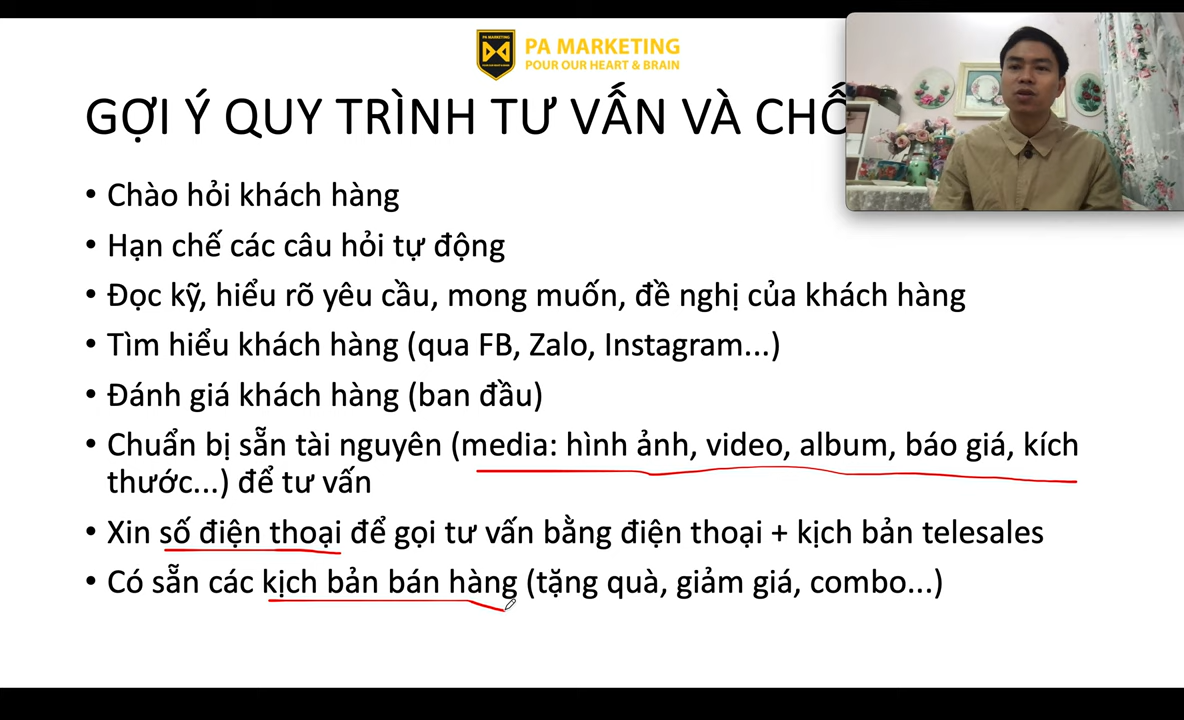 PA MARKETING
PA MARKETING
POUR OUR HEART & BRAIN
GỢI Ý QUY TRÌNH TƯ VẤN VÀ CHỐ
• Chào hỏi khách hàng
• Hạn chế các câu hỏi tự động
• Đọc kỹ, hiểu rõ yêu cầu, mong muốn, đề nghị của khách hàng
• Tìm hiểu khách hàng (qua FB, Zalo, Instagram...)
• Đánh giá khách hàng (ban đầu)
• Chuẩn bị sẵn tài nguyên (media: hình ảnh, video, album, báo giá, kích
thước...) để tư vấn
• Xin số điện thoại để gọi tư vấn bằng điện thoại + kịch bản telesales
• Có sẵn các kịch bản bán hàng (tặng quà, giảm giá, combo...)